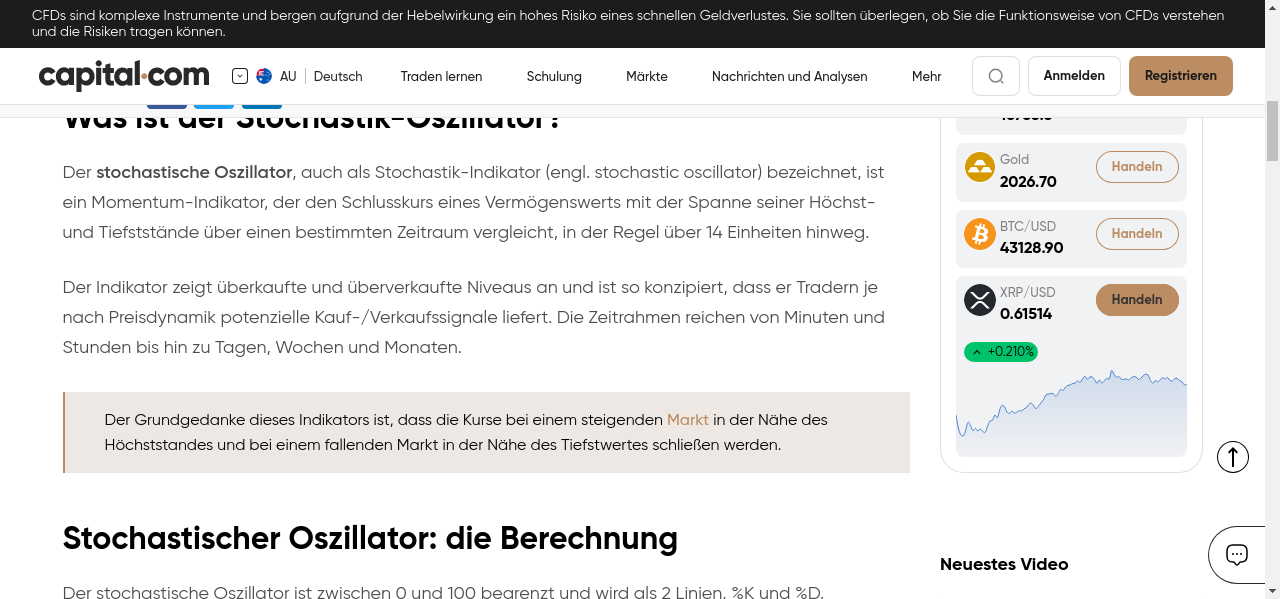 CFDs sind komplexe Instrumente und bergen aufgrund der Hebelwirkung ein hohes Risiko eines schnellen Geldverlustes. Sie sollten überlegen, ob Sie die Funktionsweise von CFDs verstehen
und die Risiken tragen können.
capital.com
AU
Deutsch
Traden lernen
Schulung
Märkte
Nachrichten und Analysen
Mehr
Anmelden
Registrieren
Was ist der Stochastik-Oszillator?
Der stochastische Oszillator, auch als Stochastik-Indikator (engl. stochastic oscillator) bezeichnet, ist
ein Momentum-Indikator, der den Schlusskurs eines Vermögenswerts mit der Spanne seiner Höchst-
und Tiefststände über einen bestimmten Zeitraum vergleicht, in der Regel über 14 Einheiten hinweg.
Der Indikator zeigt überkaufte und überverkaufte Niveaus an und ist so konzipiert, dass er Tradern je
nach Preisdynamik potenzielle Kauf-/Verkaufssignale liefert. Die Zeitrahmen reichen von Minuten und
Stunden bis hin zu Tagen, Wochen und Monaten.
Der Grundgedanke dieses Indikators ist, dass die Kurse bei einem steigenden Markt in der Nähe des
Höchststandes und bei einem fallenden Markt in der Nähe des Tiefstwertes schließen werden.
Stochastischer Oszillator: die Berechnung
Der stochastische Oszillator ist zwischen 0 und 100 begrenzt und wird als 2 Linien, %K und %D,
Gold
2026.70
Handeln
BTC/USD
43128.90
Handeln
XRP/USD
0.61514
Handeln
+0.210%
Neuestes Video